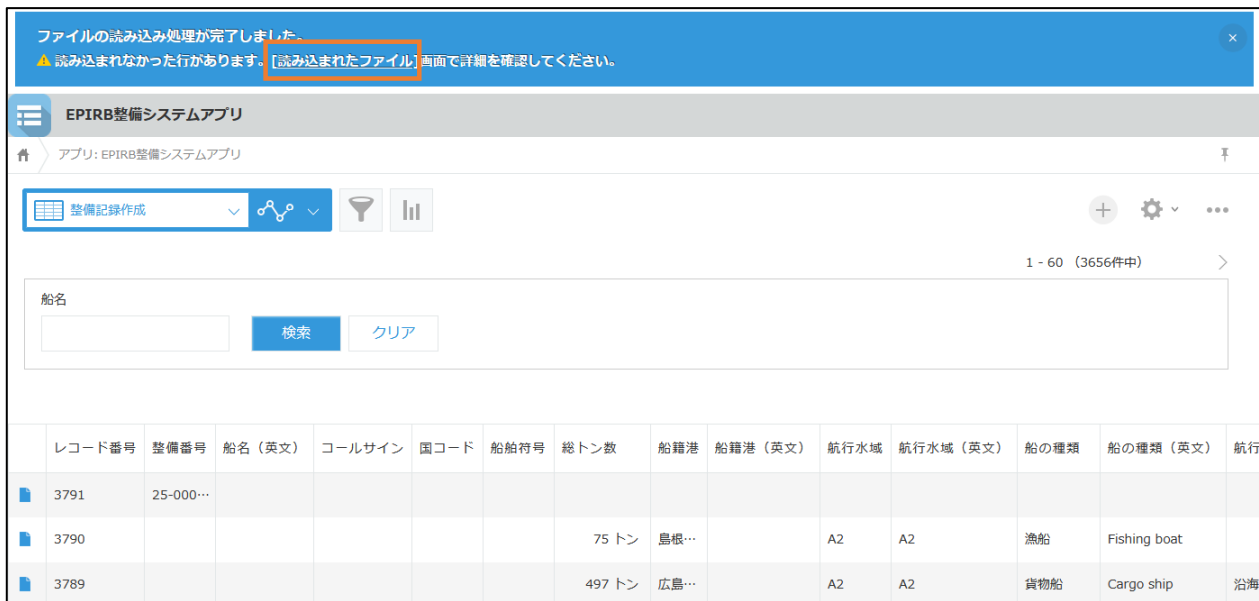 ファイルの読み込み処理が完了しました。
読み込まれなかった行があります。[読み込まれたファイル]画面で詳細を確認してください。
EPIRB整備システムアプリ
アプリ: EPIRB整備システムアプリ
整備記録作成
1 - 60 （3656件中）
船名
検索 クリア
レコード番号 整備番号 船名（英文） コールサイン 国コード 船舶符号 総トン数 船籍港 船籍港（英文） 航行水域 航行水域（英文） 船の種類 船の種類（英文） 航行
3791 25-000…
3790 75 トン 島根… A2 A2 漁船 Fishing boat
3789 497 トン 広島… A2 A2 貨物船 Cargo ship 沿海